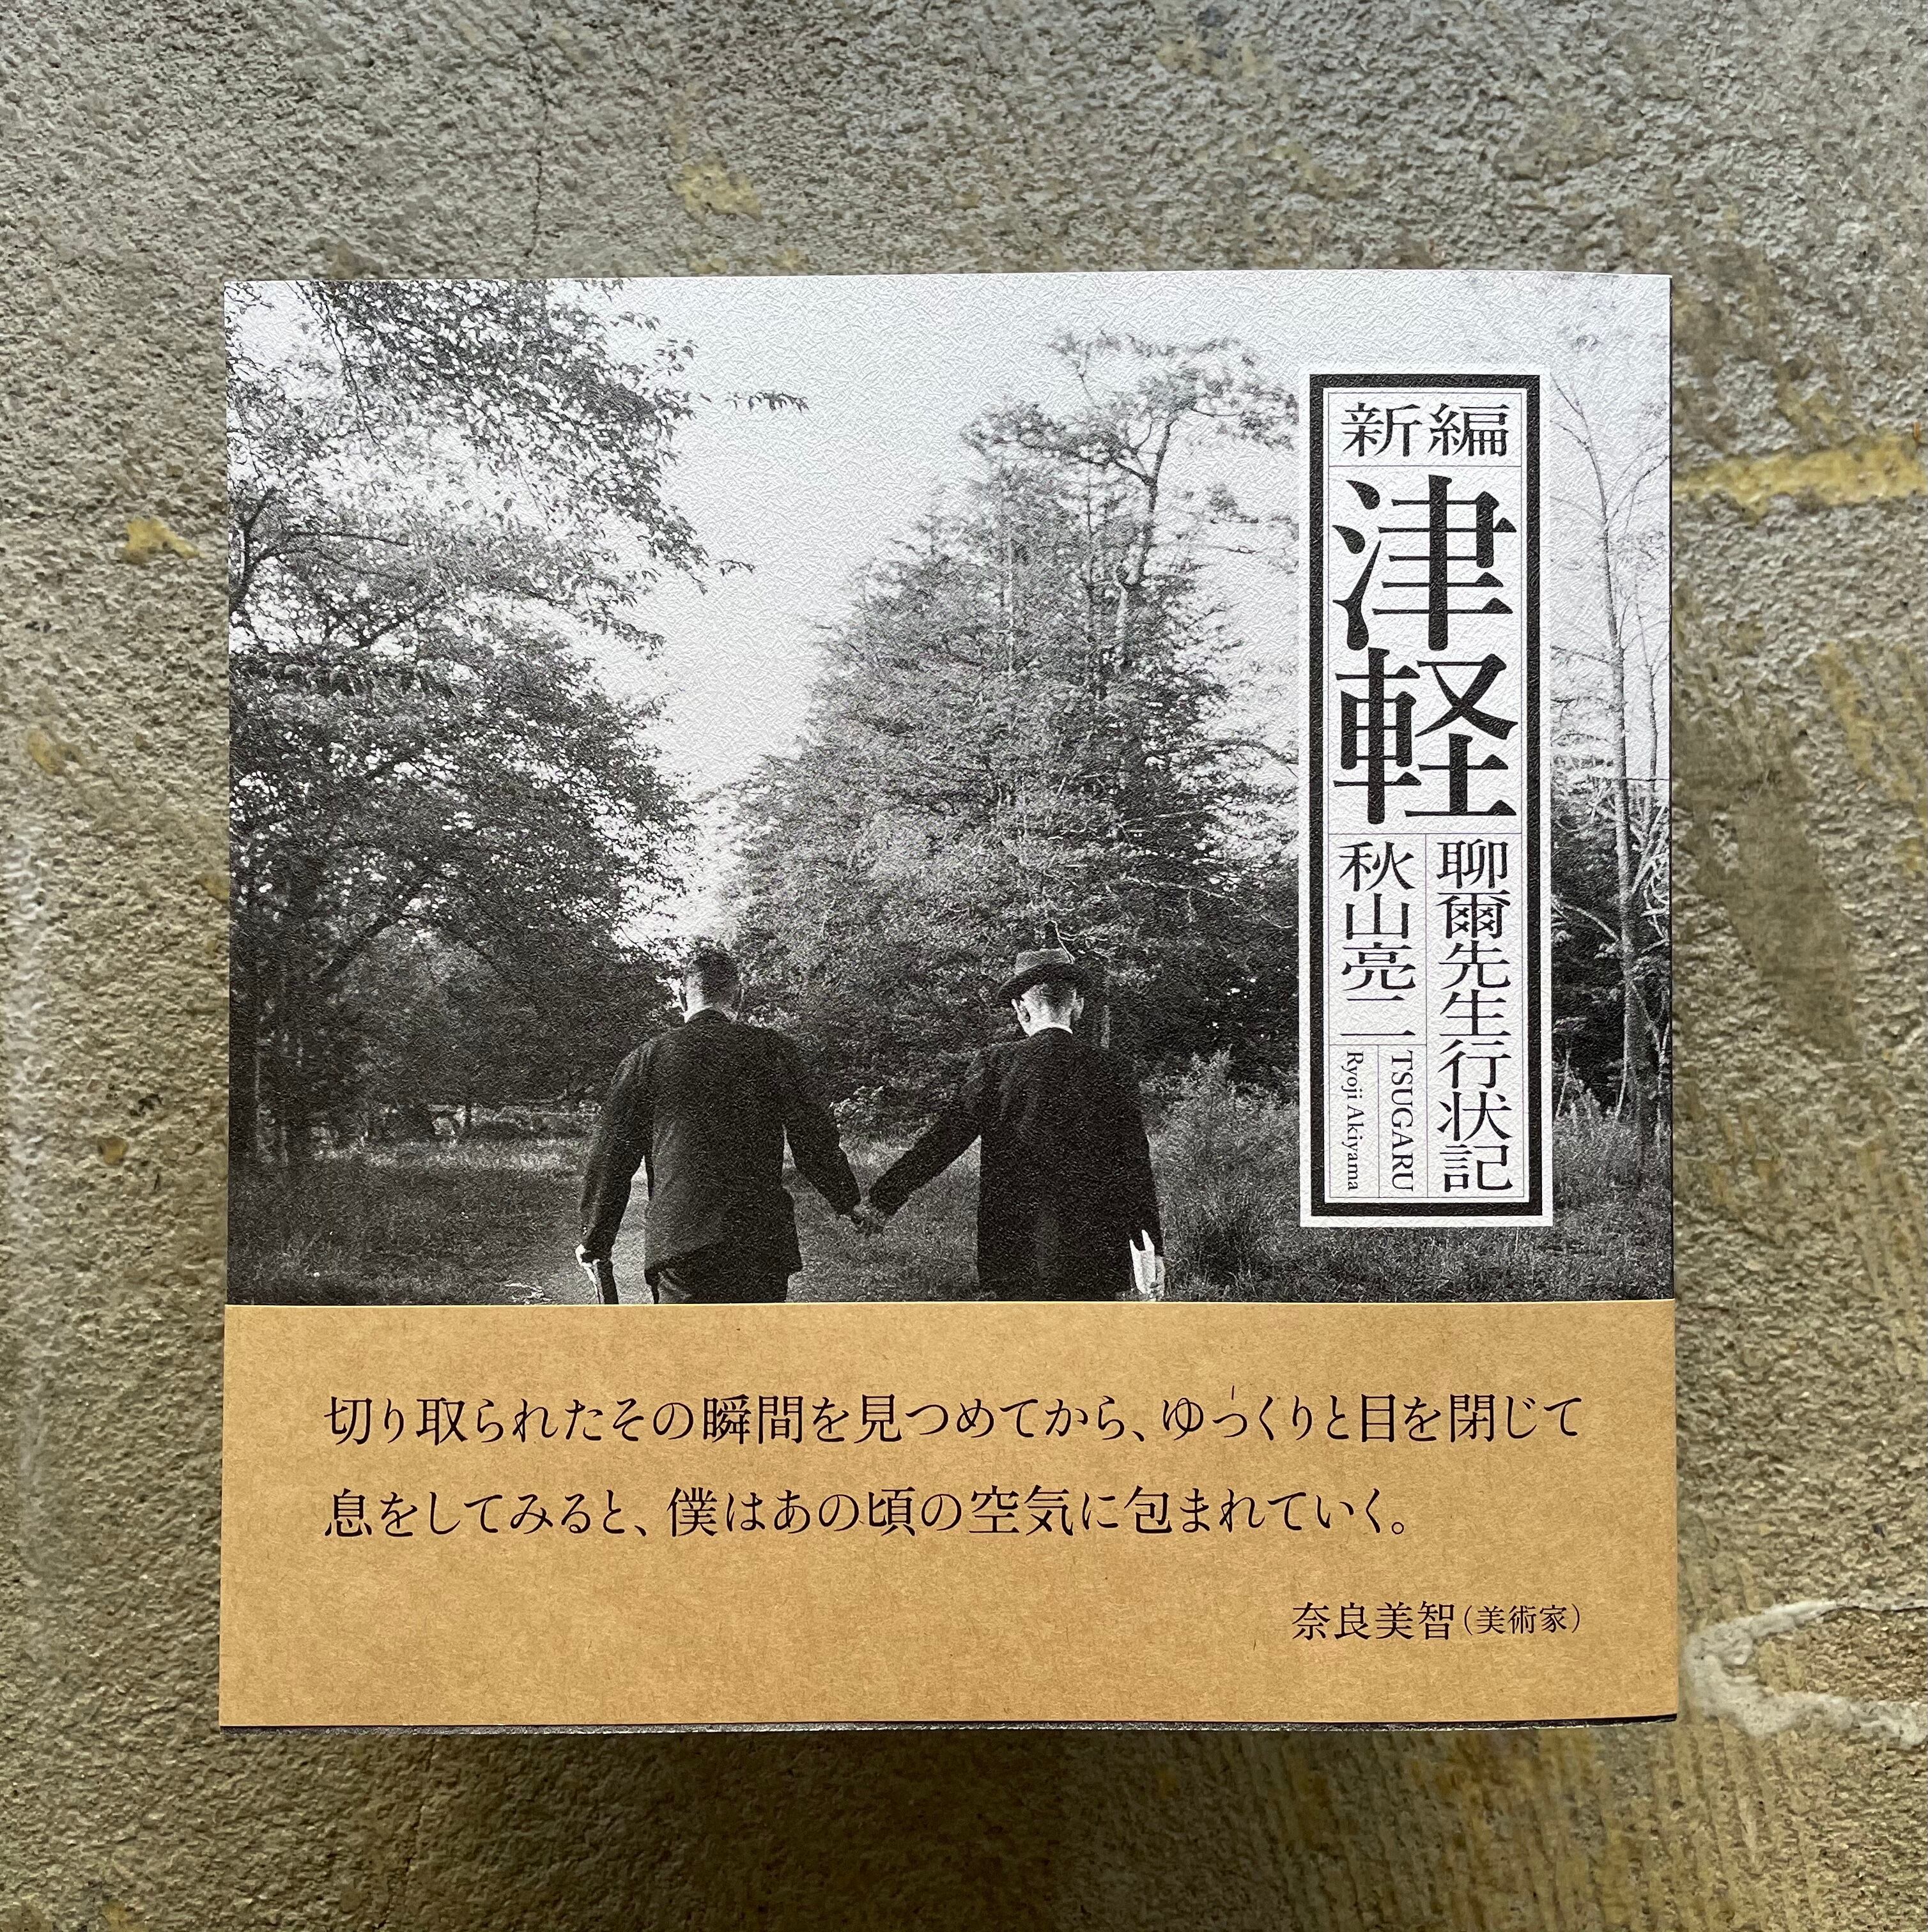 新編
津軽
聊爾先生行状記
秋山亮二
TSUGARU
Ryoji Akiyama
切り取られたその瞬間を見つめてから、ゆっくりと目を閉じて
息をしてみると、僕はあの頃の空気に包まれていく。
奈良美智（美術家）